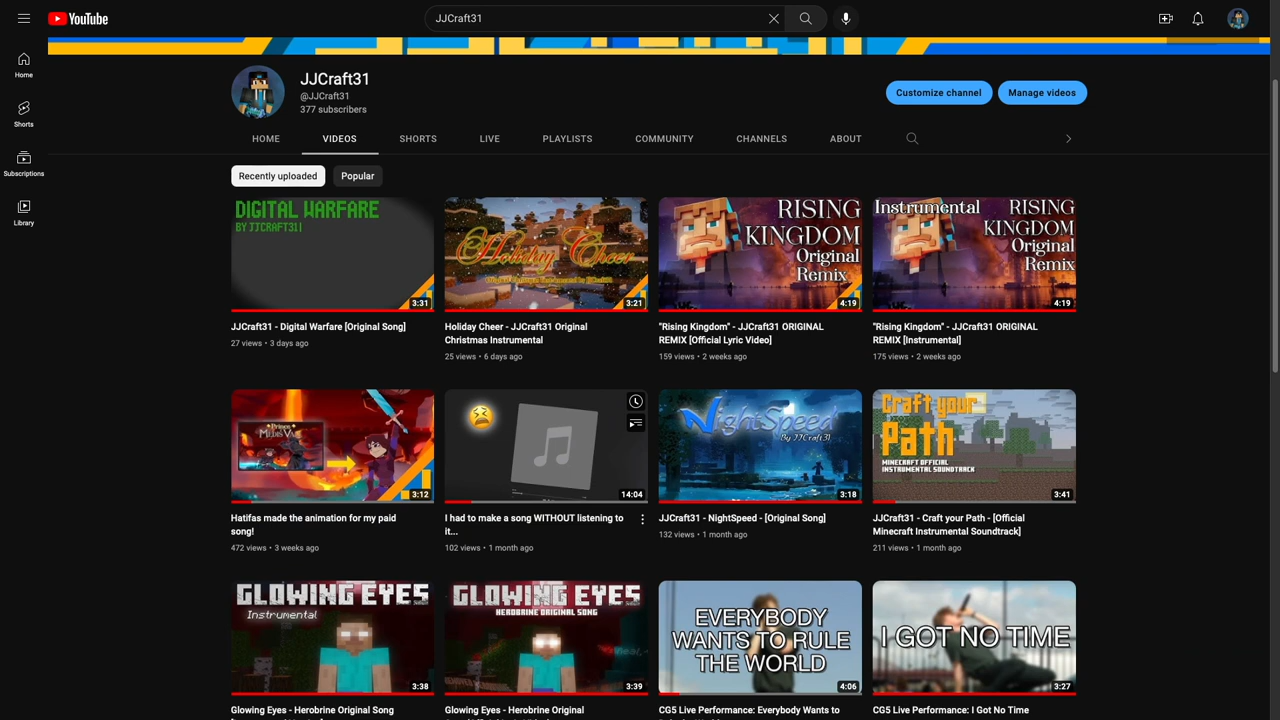 YouTube
JJCraft31
Home
Shorts
Subscriptions
Library
JJCraft31
@JJCraft31
377 subscribers
Customize channel
Manage videos
HOME
VIDEOS
SHORTS
LIVE
PLAYLISTS
COMMUNITY
CHANNELS
ABOUT
Recently uploaded
Popular
DIGITAL WARFARE
BY JJCRAFT31
3:31
JJCraft31 - Digital Warfare [Original Song]
27 views • 3 days ago
Holiday Cheer
3:21
Holiday Cheer - JJCraft31 Original
Christmas Instrumental
25 views • 6 days ago
RISING
KINGDOM
Original
Remix
4:19
"Rising Kingdom" - JJCraft31 ORIGINAL
REMIX [Official Lyric Video]
159 views • 2 weeks ago
Instrumental
RISING
KINGDOM
Original
Remix
4:19
"Rising Kingdom" - JJCraft31 ORIGINAL
REMIX [Instrumental]
175 views • 2 weeks ago
Prince
3:12
Hatifas made the animation for my paid
song!
472 views • 3 weeks ago
14:04
I had to make a song WITHOUT listening to
it...
102 views • 1 month ago
NightSpeed
By JJCraft31
3:18
JJCraft31 - NightSpeed - [Original Song]
132 views • 1 month ago
Craft your
Path
MINECRAFT OFFICIAL
INSTRUMENTAL SOUNDTRACK
3:41
JJCraft31 - Craft your Path - [Official
Minecraft Instrumental Soundtrack]
211 views • 1 month ago
GLOWING EYES
Instrumental
3:38
Glowing Eyes - Herobrine Original Song
GLOWING EYES
HEROBRINE ORIGINAL SONG
3:39
Glowing Eyes - Herobrine Original
EVERYBODY
WANTS TO RULE
THE WORLD
4:06
CG5 Live Performance: Everybody Wants to
I GOT NO TIME
3:27
CG5 Live Performance: I Got No Time